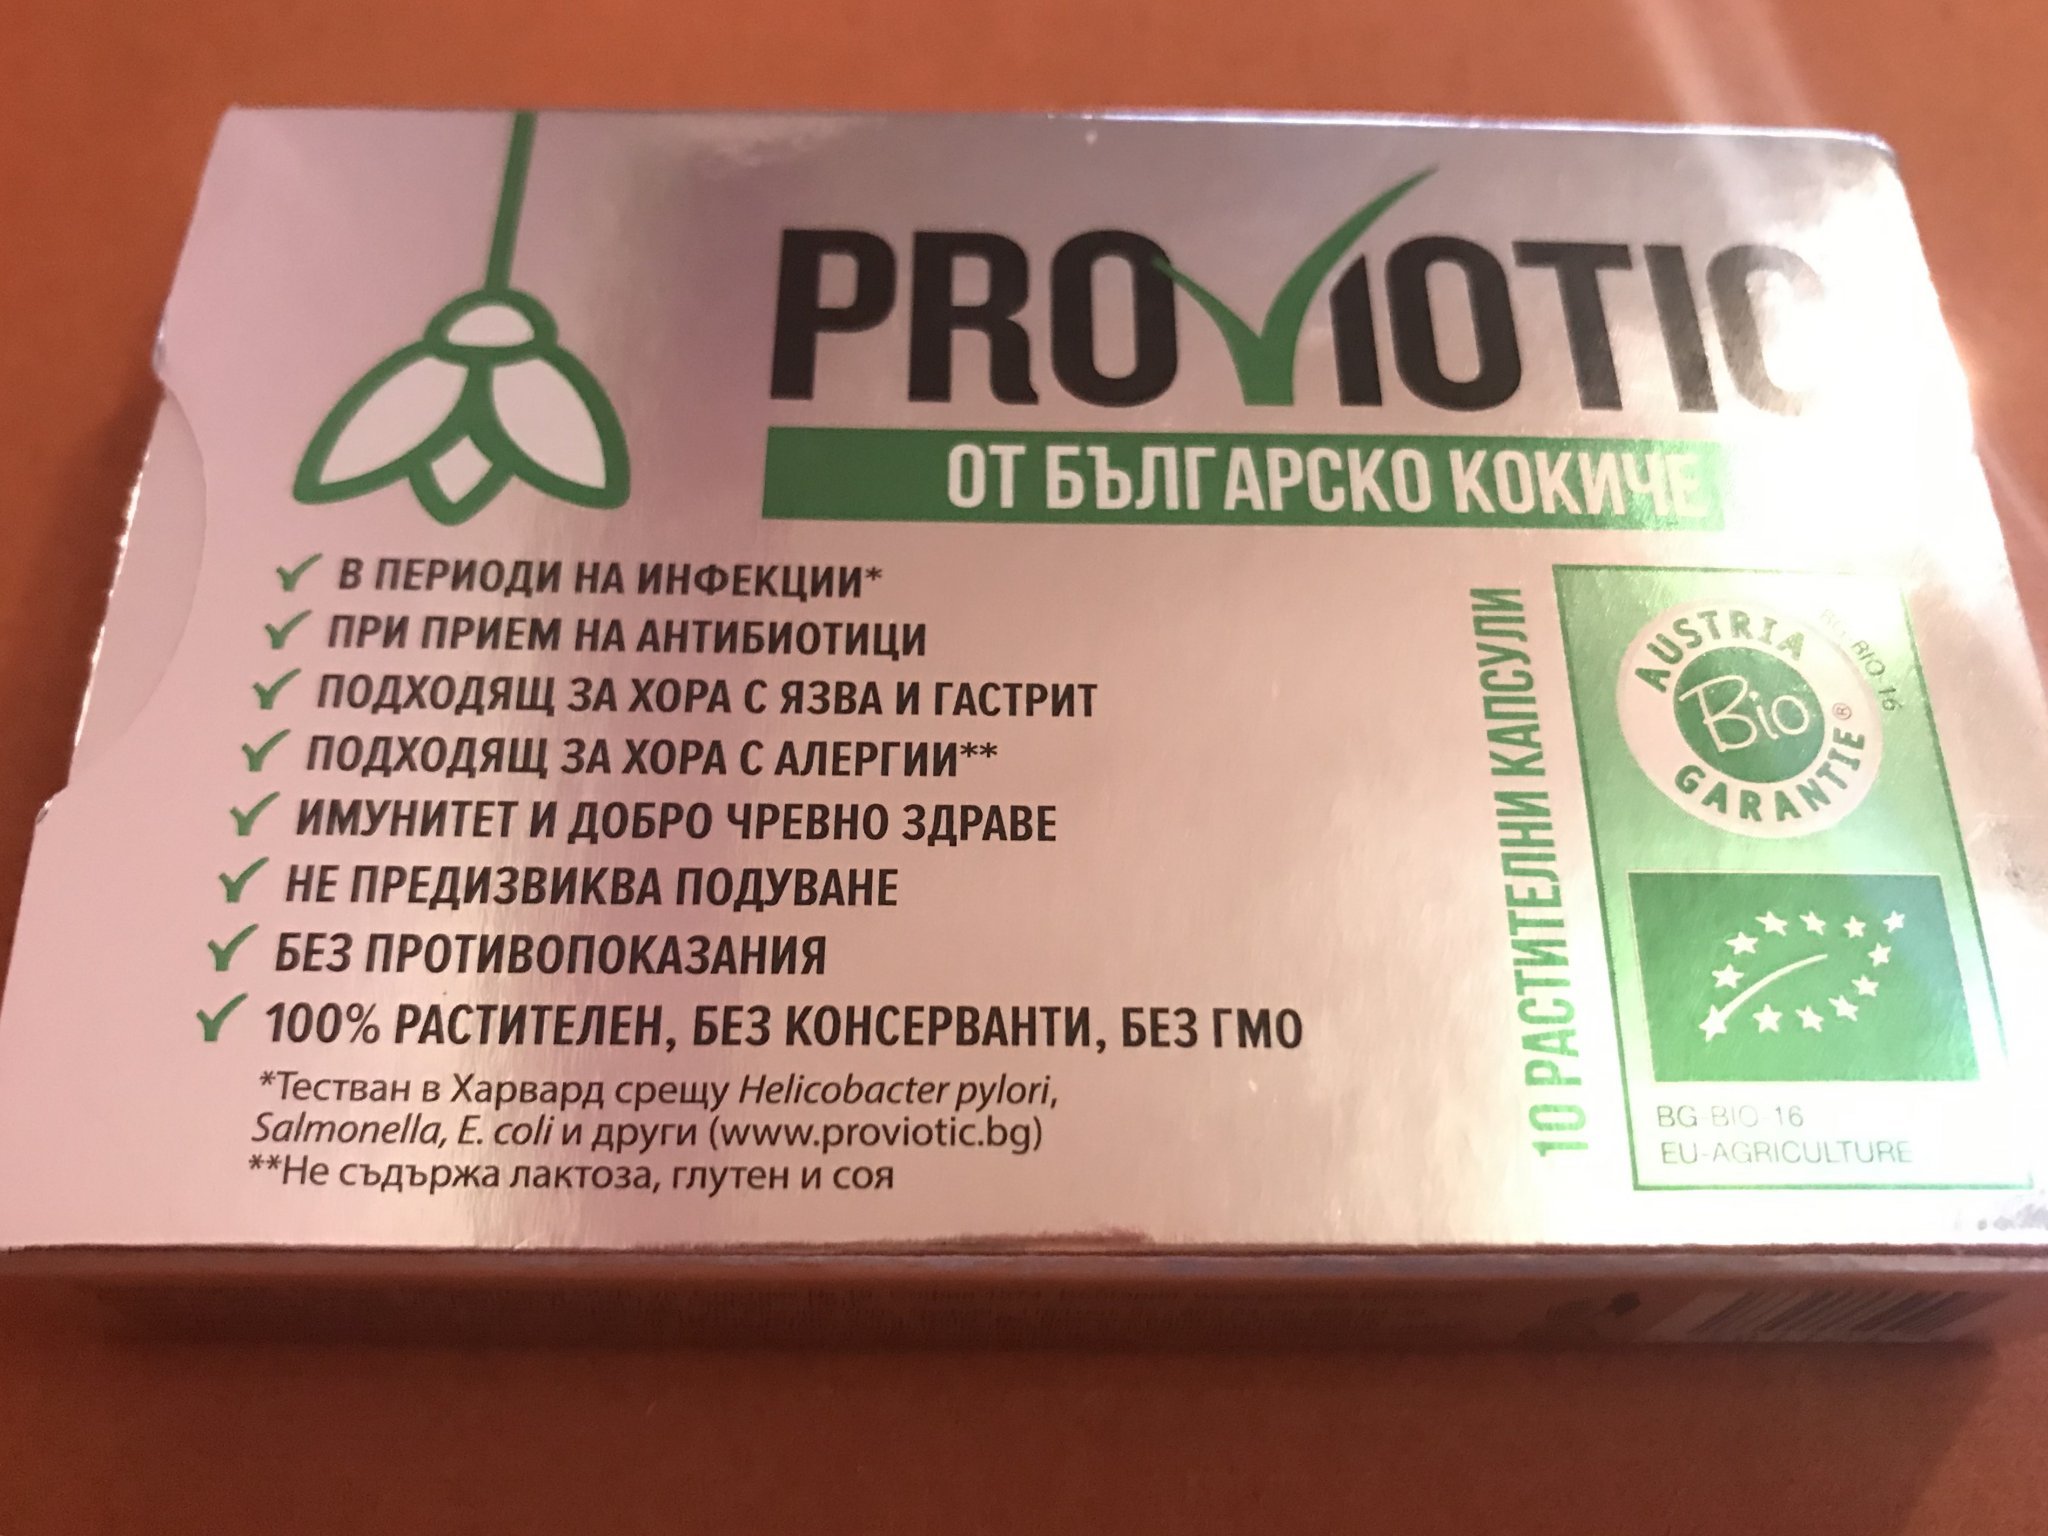 PROVIOTIC
ОТ БЪЛГАРСКО КОКИЧЕ
В ПЕРИОДИ НА ИНФЕКЦИИ*
ПРИ ПРИЕМ НА АНТИБИОТИЦИ
ПОДХОДЯЩ ЗА ХОРА С ЯЗВА И ГАСТРИТ
ПОДХОДЯЩ ЗА ХОРА С АЛЕРГИИ**
ИМУНИТЕТ И ДОБРО ЧРЕВНО ЗДРАВЕ
НЕ ПРЕДИЗВИКВА ПОДУВАНЕ
БЕЗ ПРОТИВОПОКАЗАНИЯ
100% РАСТИТЕЛЕН, БЕЗ КОНСЕРВАНТИ, БЕЗ ГМО
*Тестван в Харвард срещу Helicobacter pylori,
Salmonella, E. coli и други (www.proviotic.bg)
**Не съдържа лактоза, глутен и соя
10 РАСТИТЕЛНИ КАПСУЛИ
AUSTRIA
Bio
GARANTIE®
BG-BIO-16
BG-BIO-16
EU-AGRICULTURE